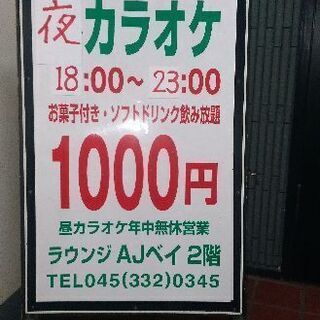 夜カラオケ
18:00～23:00
お菓子付き・ソフトドリンク飲み放題
1000円
昼カラオケ年中無休営業
ラウンジ AJベイ 2階
TEL045(332)0345